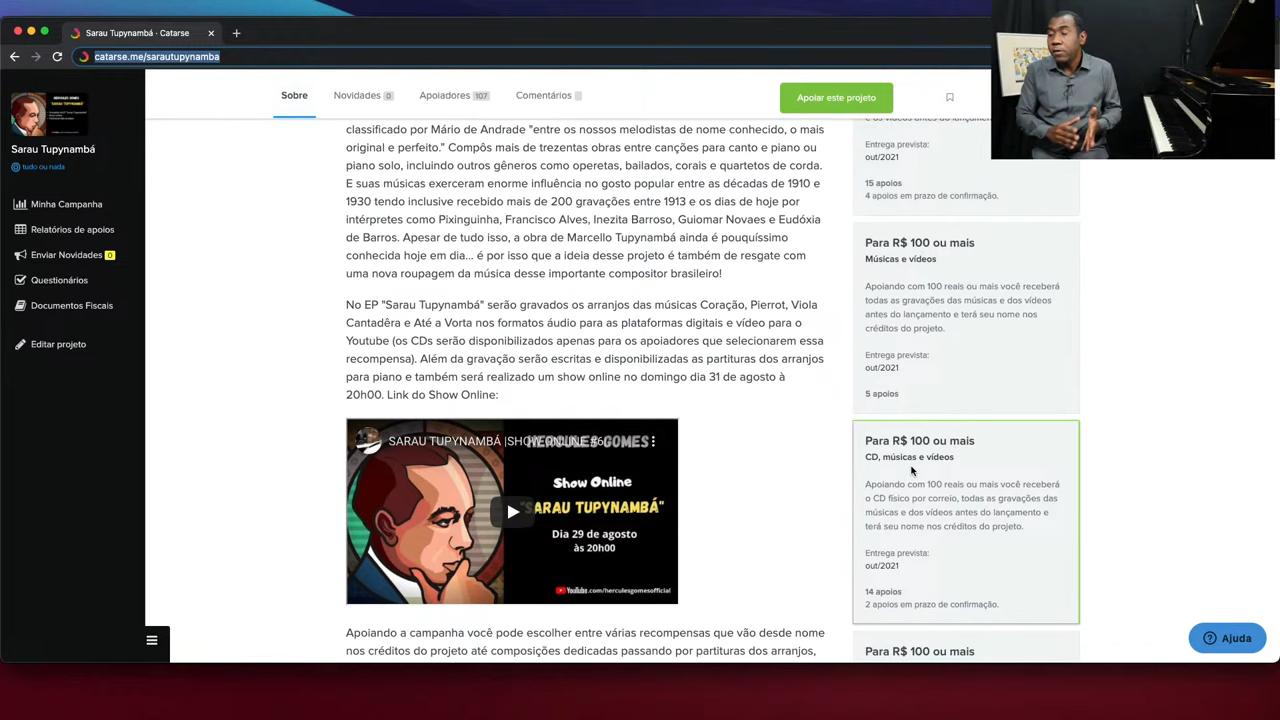 Sarau Tupynambá · Catarse
catarse.me/sarautupynamba
Sarau Tupynambá
tudo ou nada
Minha Campanha
Relatórios de apoios
Enviar Novidades 0
Questionários
Documentos Fiscais
Editar projeto
Sobre
Novidades 0
Apoiadores 107
Comentários
Apoiar este projeto
classificado por Mário de Andrade "entre os nossos melodistas de nome conhecido, o mais
original e perfeito." Compôs mais de trezentas obras entre canções para canto e piano ou
piano solo, incluindo outros gêneros como operetas, bailados, corais e quartetos de corda.
E suas músicas exerceram enorme influência no gosto popular entre as décadas de 1910 e
1930 tendo inclusive recebido mais de 200 gravações entre 1913 e os dias de hoje por
intérpretes como Pixinguinha, Francisco Alves, Inezita Barroso, Guiomar Novaes e Eudóxia
de Barros. Apesar de tudo isso, a obra de Marcello Tupynambá ainda é pouquíssimo
conhecida hoje em dia... é por isso que a ideia desse projeto é também de resgate com
uma nova roupagem da música desse importante compositor brasileiro!
No EP "Sarau Tupynambá" serão gravados os arranjos das músicas Coração, Pierrot, Viola
Cantadêra e Até a Vorta nos formatos áudio para as plataformas digitais e vídeo para o
Youtube (os CDs serão disponibilizados apenas para os apoiadores que selecionarem essa
recompensa). Além da gravação serão escritas e disponibilizadas as partituras dos arranjos
para piano e também será realizado um show online no domingo dia 31 de agosto à
20h00. Link do Show Online:
SARAU TUPYNAMBÁ |SHOW ONLINE #6|
HERCULES GOMES
Show Online
"SARAU TUPYNAMBÁ"
Dia 29 de agosto
às 20h00
YouTube.com/herculesgomesofficial
Apoiando a campanha você pode escolher entre várias recompensas que vão desde nome
nos créditos do projeto até composições dedicadas passando por partituras dos arranjos,
e os vídeos antes do lançamento
Entrega prevista:
out/2021
15 apoios
4 apoios em prazo de confirmação.
Para R$ 100 ou mais
Músicas e vídeos
Apoiando com 100 reais ou mais você receberá
todas as gravações das músicas e dos vídeos
antes do lançamento e terá seu nome nos
créditos do projeto.
Entrega prevista:
out/2021
5 apoios
Para R$ 100 ou mais
CD, músicas e vídeos
Apoiando com 100 reais ou mais você receberá
o CD físico por correio, todas as gravações das
músicas e dos vídeos antes do lançamento e
terá seu nome nos créditos do projeto.
Entrega prevista:
out/2021
14 apoios
2 apoios em prazo de confirmação.
Para R$ 100 ou mais
Ajuda